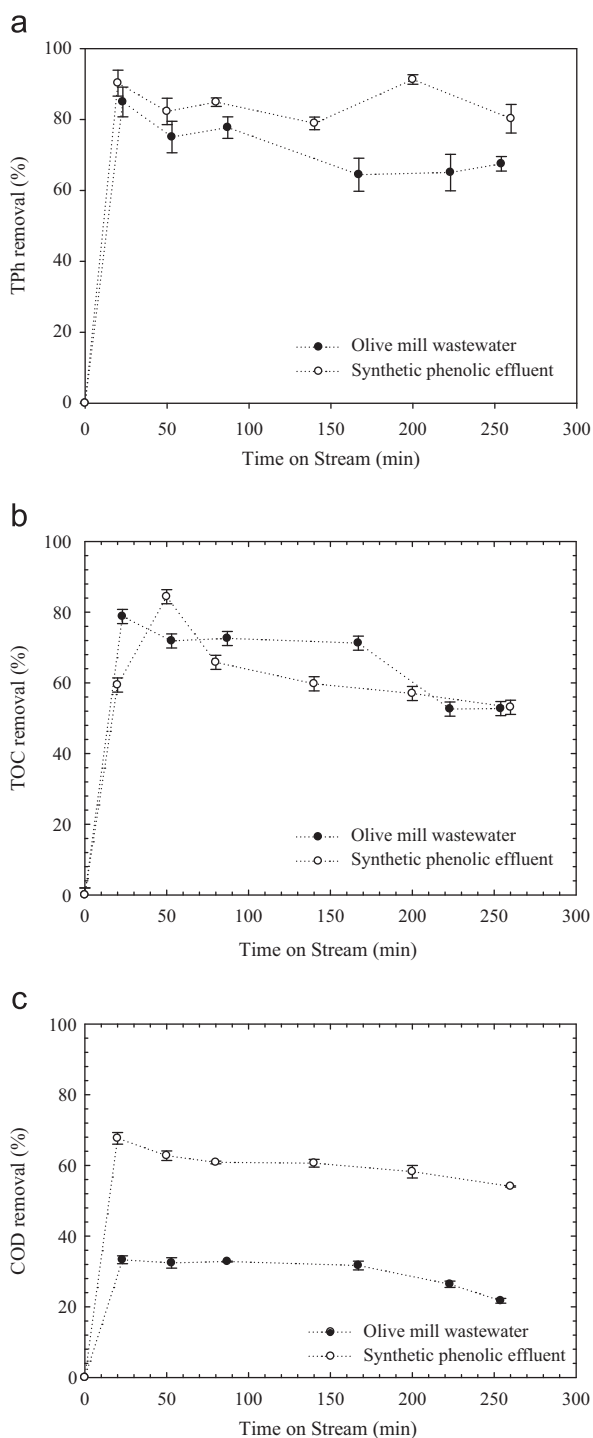 a
100
80
60
40
20
0
TPh removal (%)
Olive mill wastewater
Synthetic phenolic effluent
0 50 100 150 200 250 300
Time on Stream (min)
b
100
80
60
40
20
0
TOC removal (%)
Olive mill wastewater
Synthetic phenolic effluent
0 50 100 150 200 250 300
Time on Stream (min)
c
100
80
60
40
20
0
COD removal (%)
Olive mill wastewater
Synthetic phenolic effluent
0 50 100 150 200 250 300
Time on Stream (min)